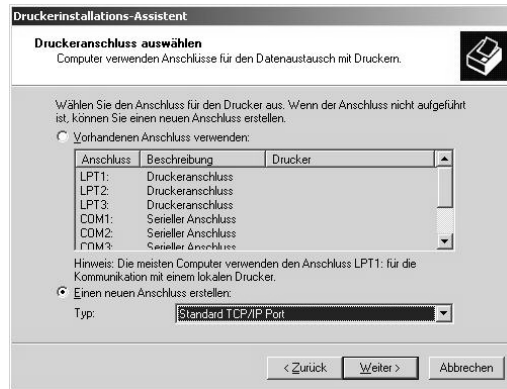 Druckerinstallations-Assistent
Druckeranschluss auswählen
Computer verwenden Anschlüsse für den Datenaustausch mit Druckern.
Wählen Sie den Anschluss für den Drucker aus. Wenn der Anschluss nicht aufgeführt
ist, können Sie einen neuen Anschluss erstellen.
Vorhandenen Anschluss verwenden:
Anschluss Beschreibung Drucker
LPT1: Druckeranschluss
LPT2: Druckeranschluss
LPT3: Druckeranschluss
COM1: Serieller Anschluss
COM2: Serieller Anschluss
COM3: Serieller Anschluss
Hinweis: Die meisten Computer verwenden den Anschluss LPT1: für die
Kommunikation mit einem lokalen Drucker.
Einen neuen Anschluss erstellen:
Typ: Standard TCP/IP Port
< Zurück Weiter > Abbrechen